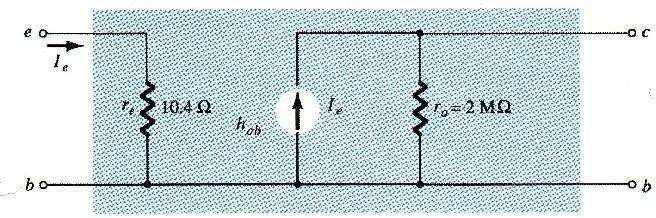 e c
I_e
r_e 10.4 Ω h_ob I_e r_o = 2 MΩ
b b